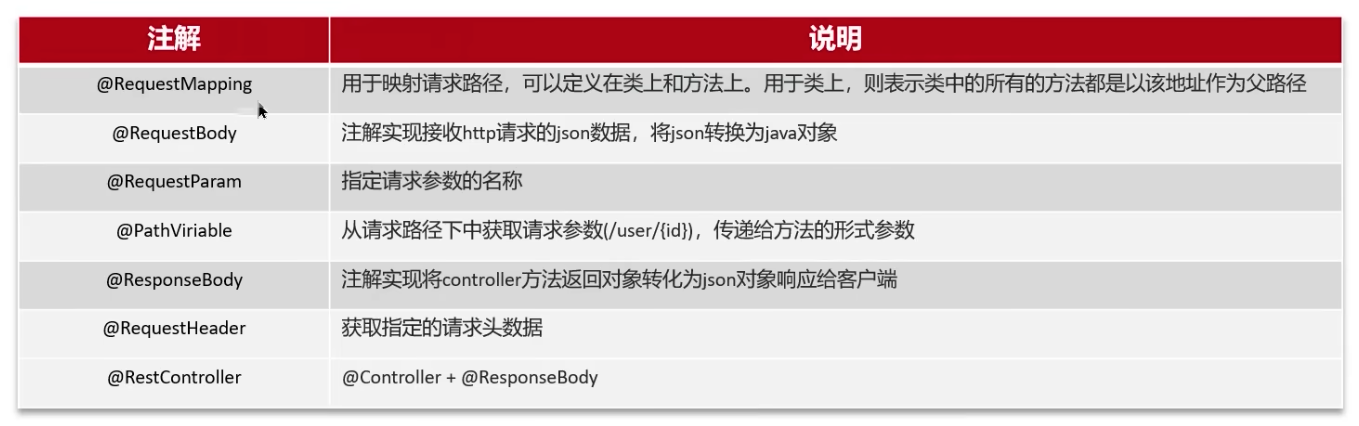 注解 说明
@RequestMapping 用于映射请求路径，可以定义在类上和方法上。用于类上，则表示类中的所有的方法都是以该地址作为父路径
@RequestBody 注解实现接收http请求的json数据，将json转换为java对象
@RequestParam 指定请求参数的名称
@PathViriable 从请求路径下中获取请求参数(/user/{id})，传递给方法的形式参数
@ResponseBody 注解实现将controller方法返回对象转化为json对象响应给客户端
@RequestHeader 获取指定的请求头数据
@RestController @Controller + @ResponseBody